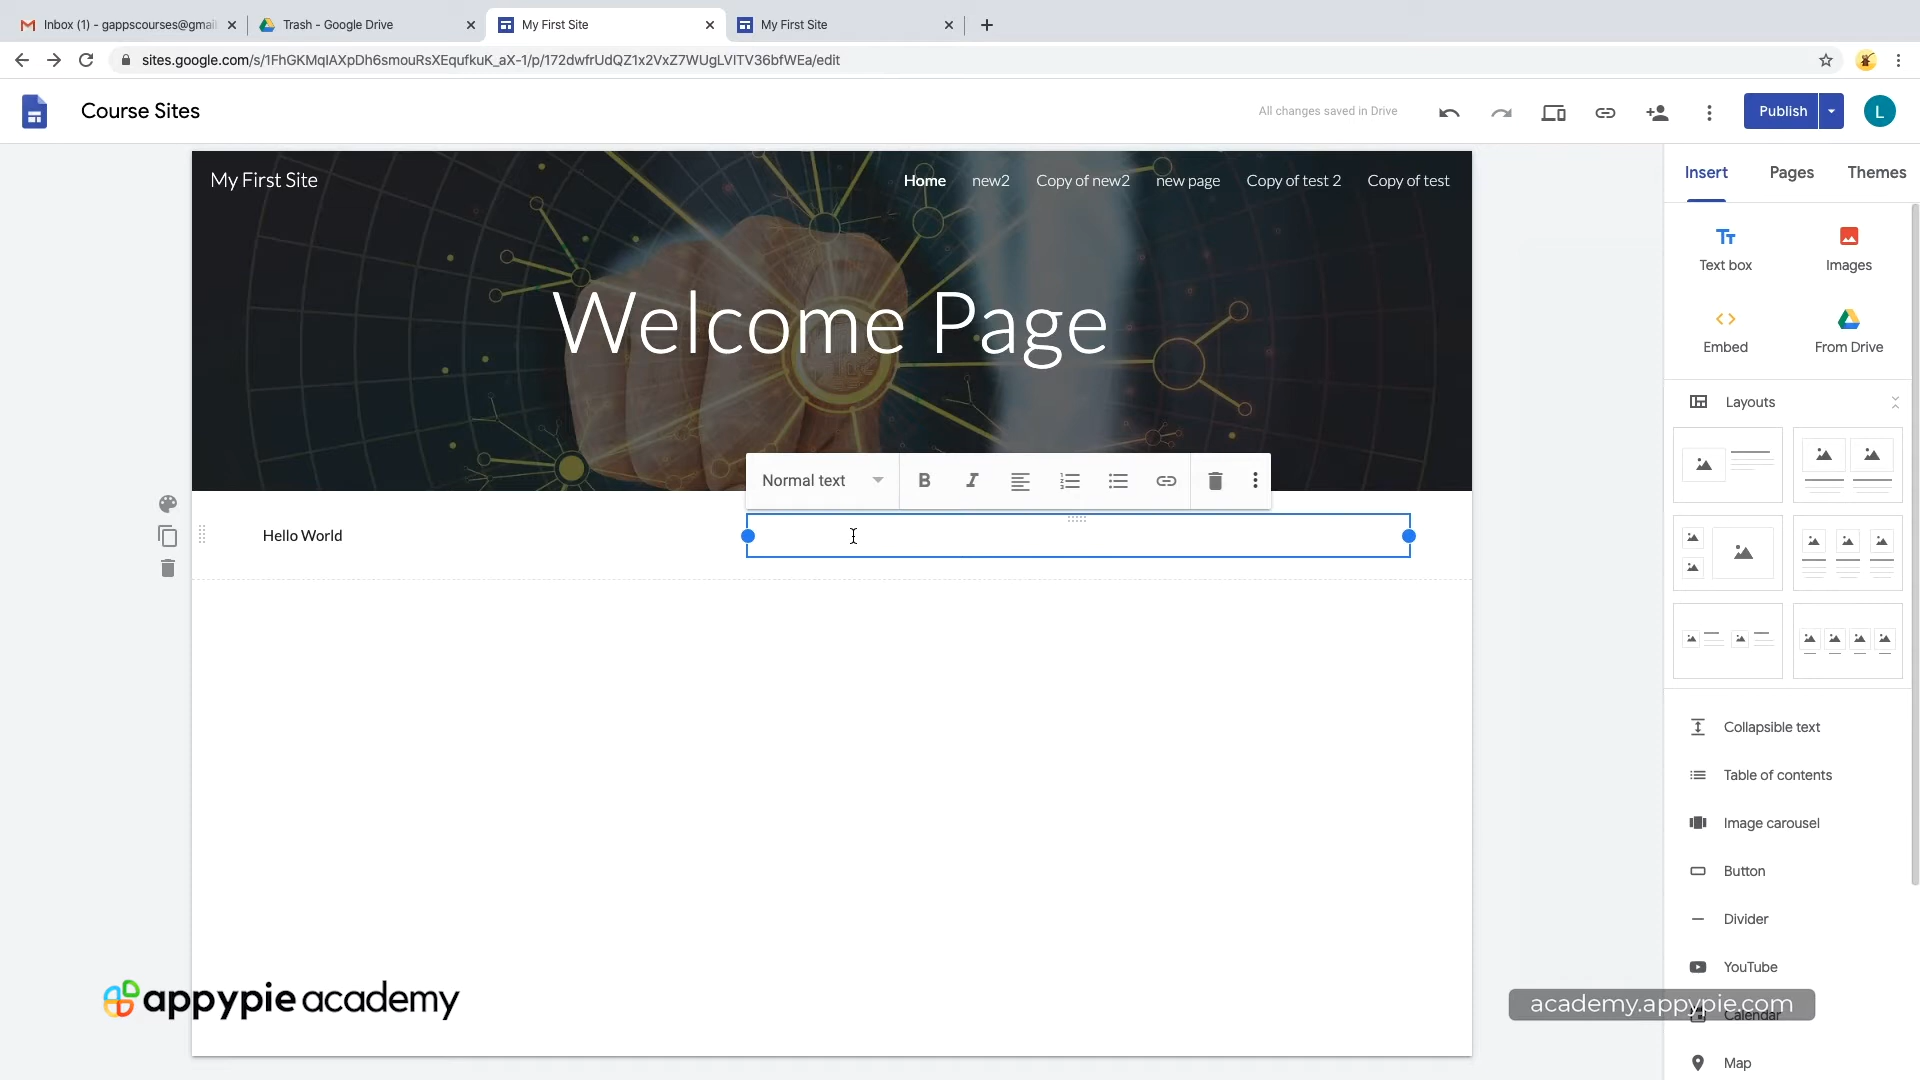 Inbox (1) - gappscourses@gmai
Trash - Google Drive
My First Site
My First Site
sites.google.com/s/1FhGKMqlAXpDh6smouRsXEqufkuK_aX-1/p/172dwfrUdQZ1x2VxZ7WUgLVITV36bfWEa/edit
Course Sites
All changes saved in Drive
Publish
L
My First Site
Home
new2
Copy of new2
new page
Copy of test 2
Copy of test
Welcome Page
Normal text
Hello World
Insert
Pages
Themes
Text box
Images
Embed
From Drive
Layouts
Collapsible text
Table of contents
Image carousel
Button
Divider
YouTube
Calendar
Map
appypie academy
academy.appypie.com